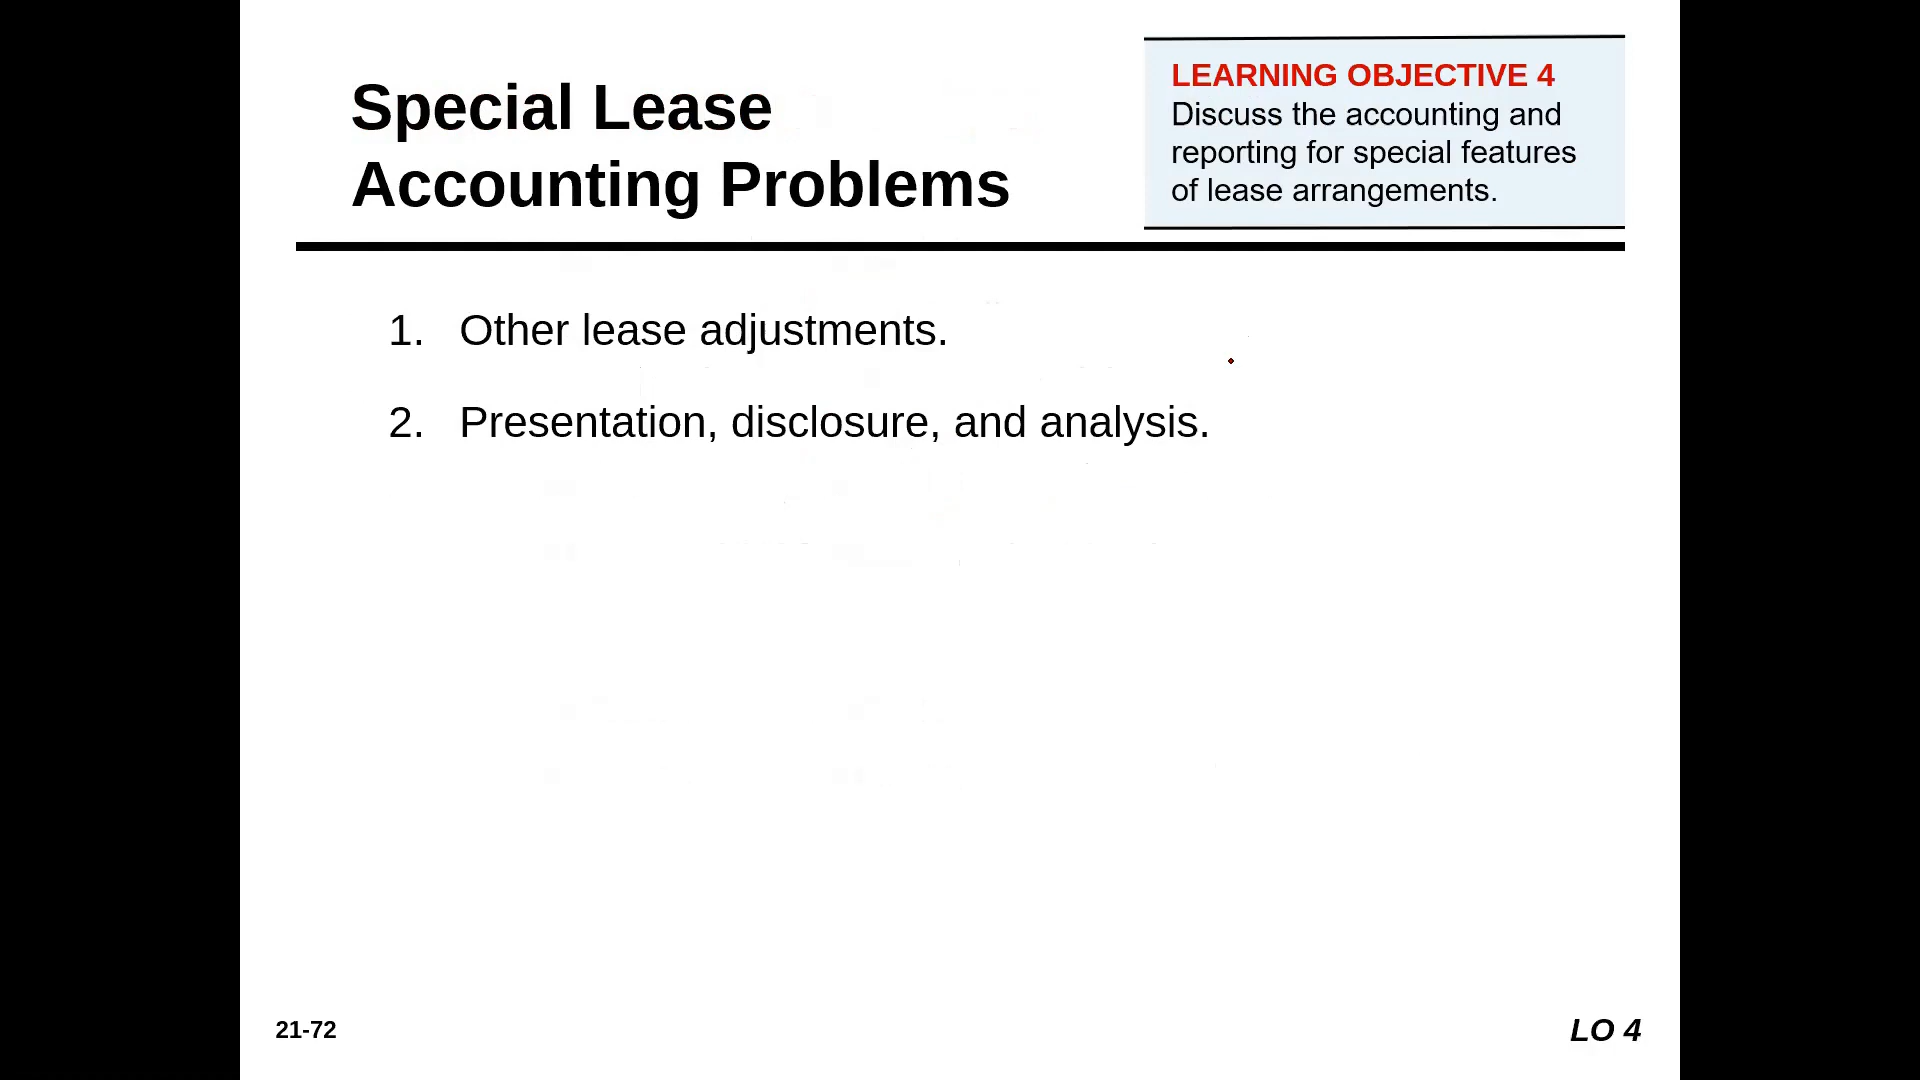 Special Lease
Accounting Problems
LEARNING OBJECTIVE 4
Discuss the accounting and
reporting for special features
of lease arrangements.
1. Other lease adjustments.
2. Presentation, disclosure, and analysis.
21-72
LO 4